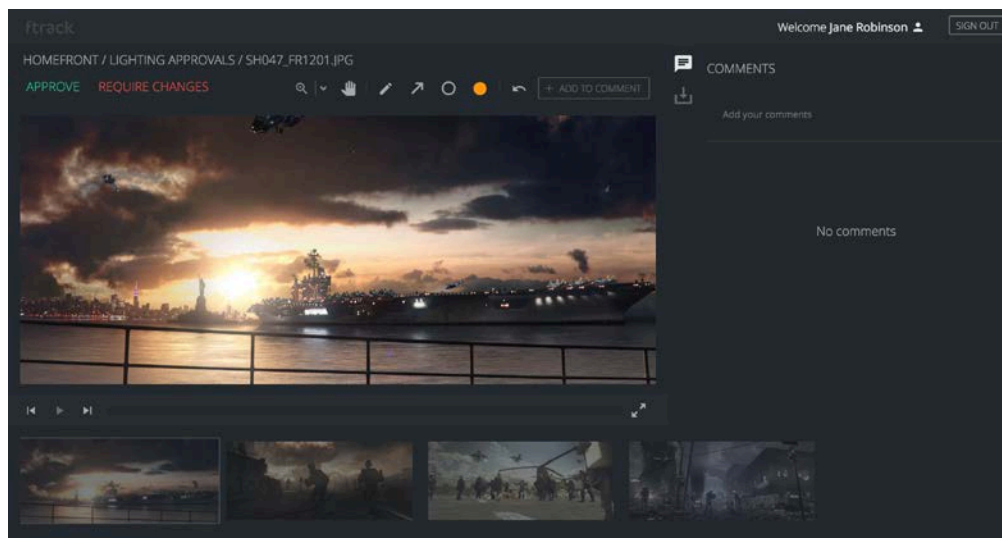 ftrack
Welcome Jane Robinson
SIGN OUT
HOMEFRONT / LIGHTING APPROVALS / SH047_FR1201.JPG
APPROVE REQUIRE CHANGES
+ ADD TO COMMENT
COMMENTS
Add your comments
No comments